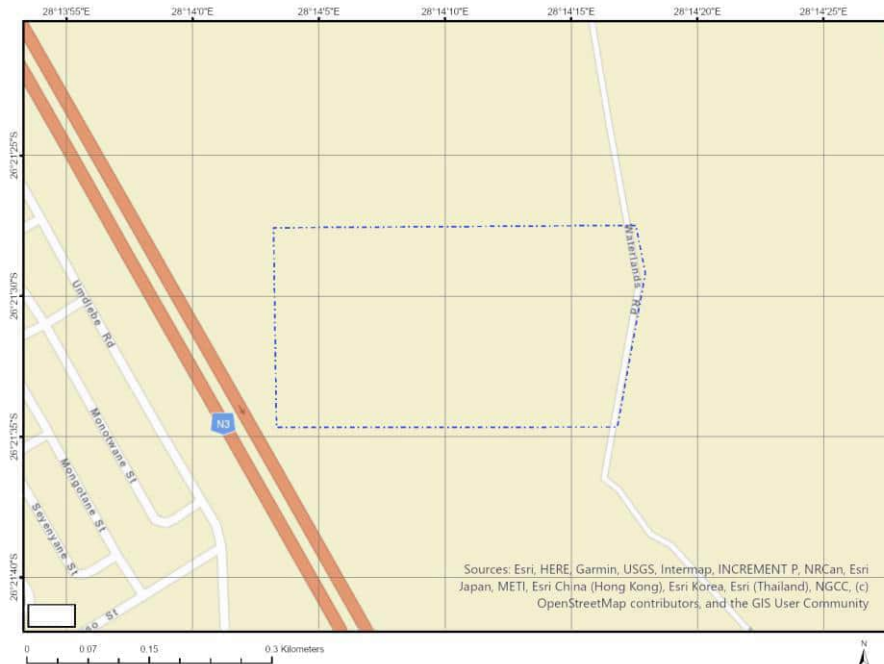 28°13'55"E 28°14'0"E 28°14'5"E 28°14'10"E 28°14'15"E 28°14'20"E 28°14'25"E
26°21'25"S
26°21'30"S
26°21'35"S
26°21'40"S
Waterlands Rd
Umdlebe Rd
Monotwane St
Mongolane St
Seyenyane St
N3
St
Sources: Esri, HERE, Garmin, USGS, Intermap, INCREMENT P, NRCan, Esri
Japan, METI, Esri China (Hong Kong), Esri Korea, Esri (Thailand), NGCC, (c)
OpenStreetMap contributors, and the GIS User Community
0 0.07 0.15 0.3 Kilometers
N